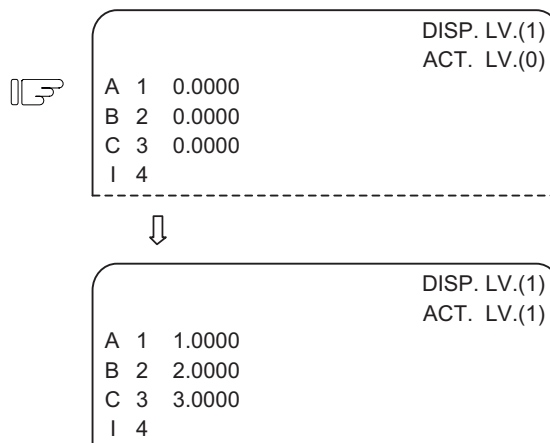 DISP. LV.(1)
ACT. LV.(0)
A 1 0.0000
B 2 0.0000
C 3 0.0000
I 4
DISP. LV.(1)
ACT. LV.(1)
A 1 1.0000
B 2 2.0000
C 3 3.0000
I 4